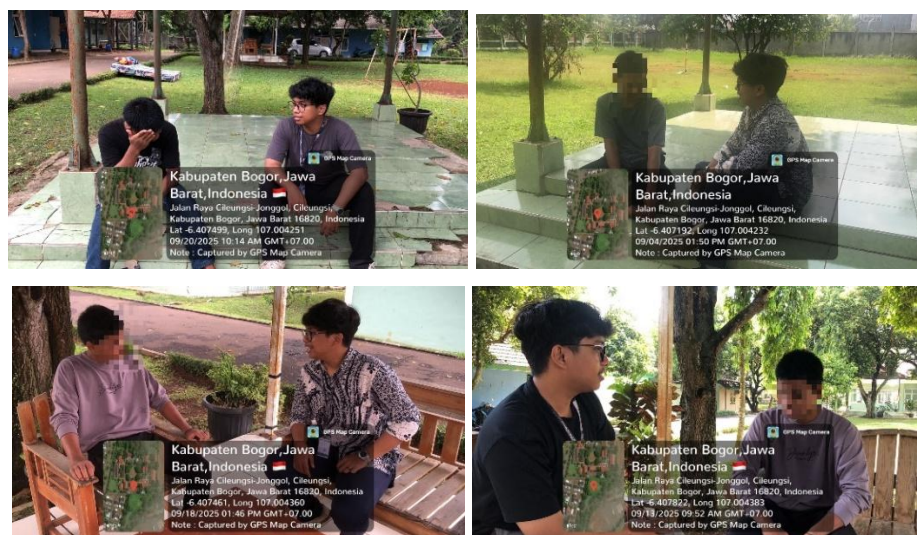 GPS Map Camera
Kabupaten Bogor,Jawa
Barat,Indonesia 🇮🇩
Jalan Raya Cileungsi-Jonggol, Cileungsi,
Kabupaten Bogor, Jawa Barat 16820, Indonesia
Lat -6.407499, Long 107.004251
09/20/2025 10:14 AM GMT+07.00
Note : Captured by GPS Map Camera
GPS Map Camera
Kabupaten Bogor,Jawa
Barat,Indonesia 🇮🇩
Jalan Raya Cileungsi-Jonggol, Cileungsi,
Kabupaten Bogor, Jawa Barat 16820, Indonesia
Lat -6.407192, Long 107.004232
09/04/2025 01:50 PM GMT+07.00
Note : Captured by GPS Map Camera
GPS Map Camera
Kabupaten Bogor,Jawa
Barat,Indonesia 🇮🇩
Jalan Raya Cileungsi-Jonggol, Cileungsi,
Kabupaten Bogor, Jawa Barat 16820, Indonesia
Lat -6.407461, Long 107.004360
09/18/2025 01:46 PM GMT+07.00
Note : Captured by GPS Map Camera
GPS Map Camera
Kabupaten Bogor,Jawa
Barat,Indonesia 🇮🇩
Jalan Raya Cileungsi-Jonggol, Cileungsi,
Kabupaten Bogor, Jawa Barat 16820, Indonesia
Lat -6.407822, Long 107.004383
09/13/2025 09:52 AM GMT+07.00
Note : Captured by GPS Map Camera